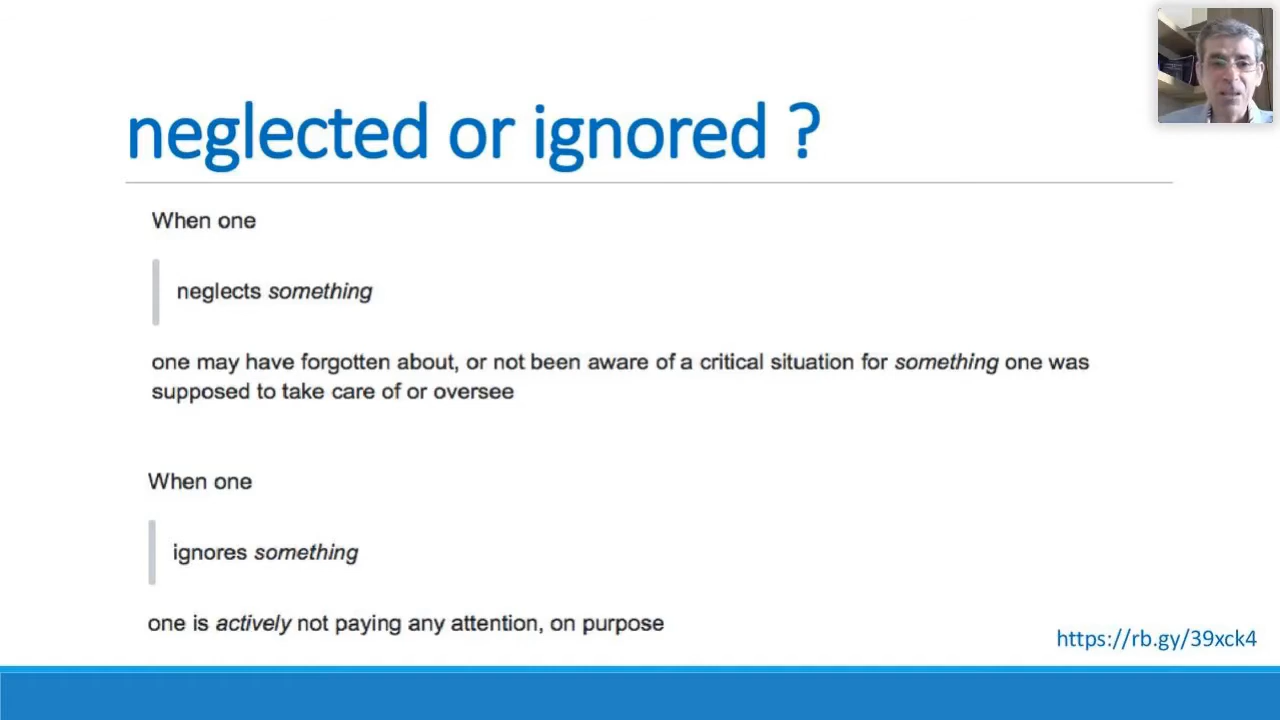 neglected or ignored ?
When one
neglects something
one may have forgotten about, or not been aware of a critical situation for something one was
supposed to take care of or oversee
When one
ignores something
one is actively not paying any attention, on purpose
https://rb.gy/39xck4